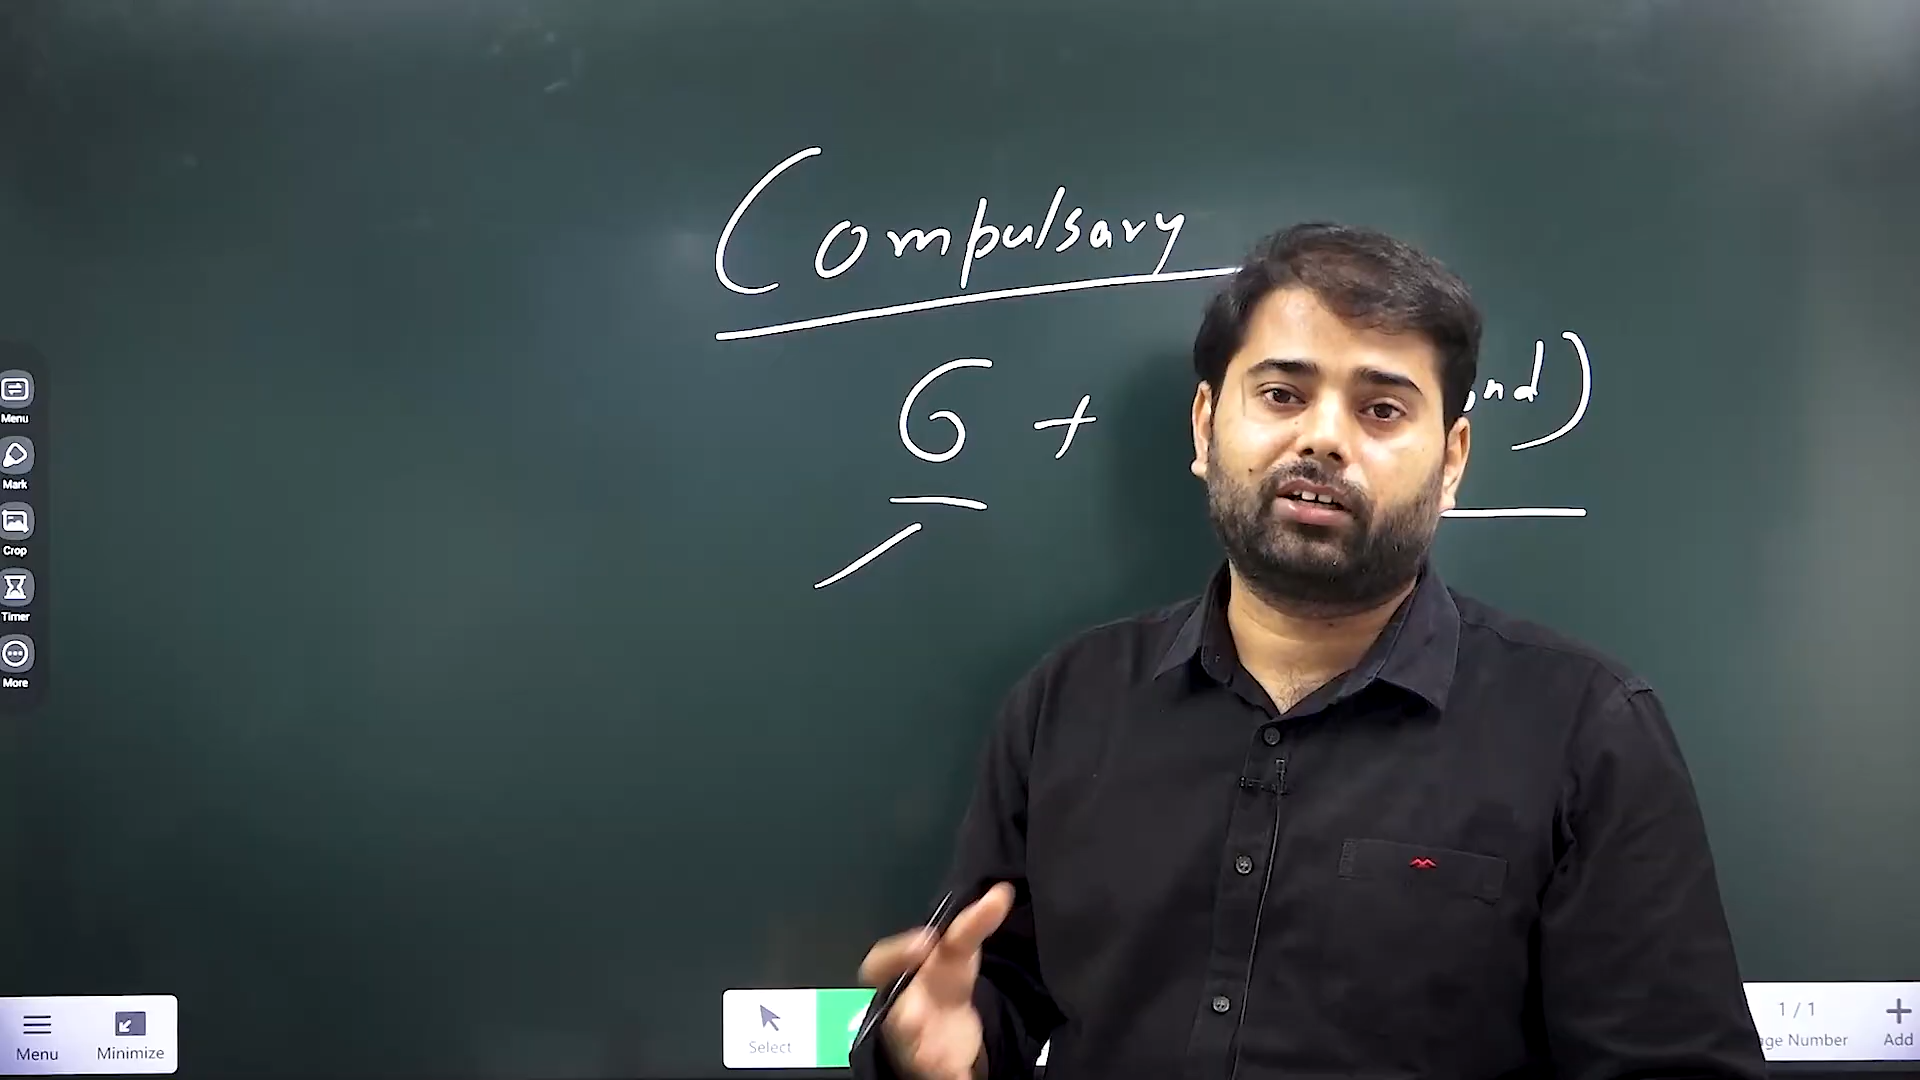 Compulsary
6 + nd)
Menu
Mark
Crop
Timer
More
Menu
Minimize
Select
1 / 1
ge Number
Add